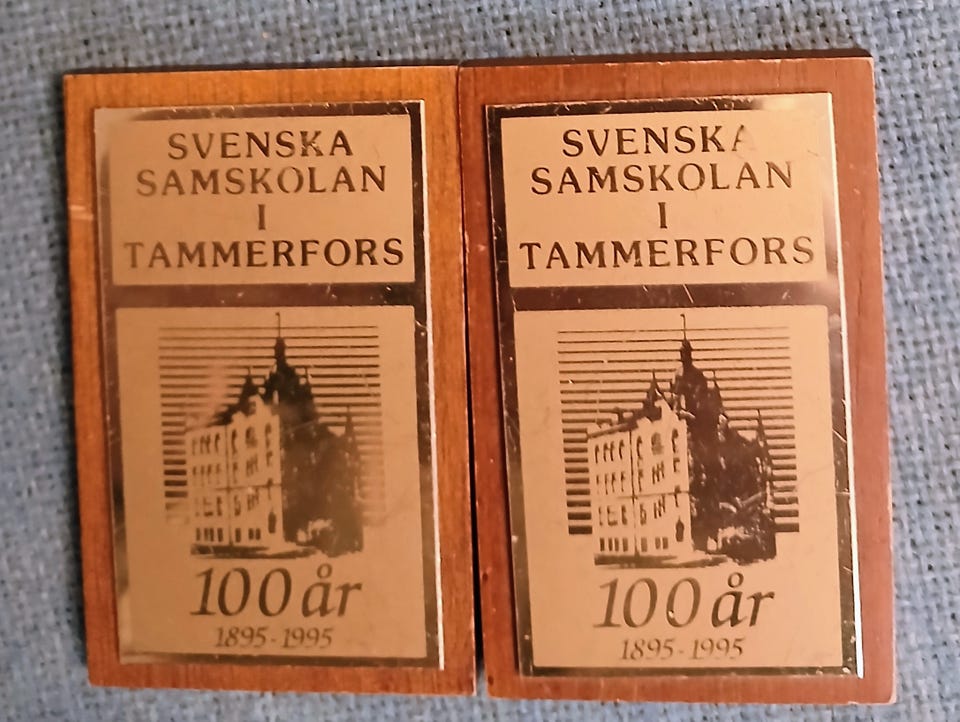 SVENSKA
SAMSKOLAN
I
TAMMERFORS
100 år
1895-1995
SVENSKA
SAMSKOLAN
I
TAMMERFORS
100 år
1895-1995